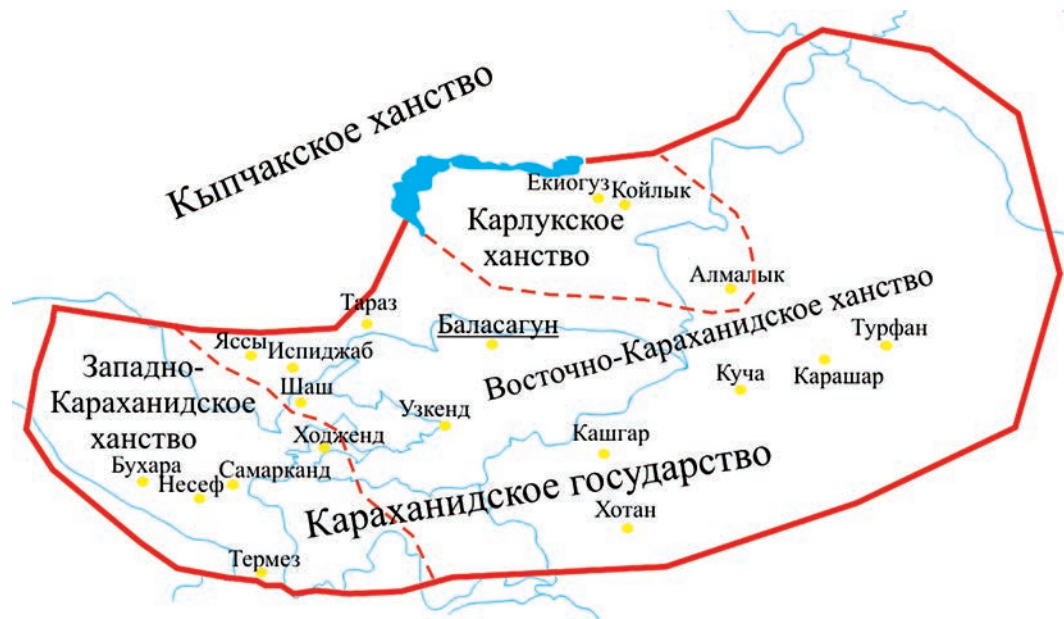 Кыпчакское ханство
Екиогуз
Койлык
Карлукское
ханство
Алмалык
Тараз
Баласагун
Восточно-Караханидское ханство
Турфан
Яссы
Испиджаб
Западно-
Караханидское
ханство
Шаш
Куча
Карашар
Узкенд
Ходженд
Кашгар
Бухара
Несеф
Самарканд
Караханидское государство
Хотан
Термез